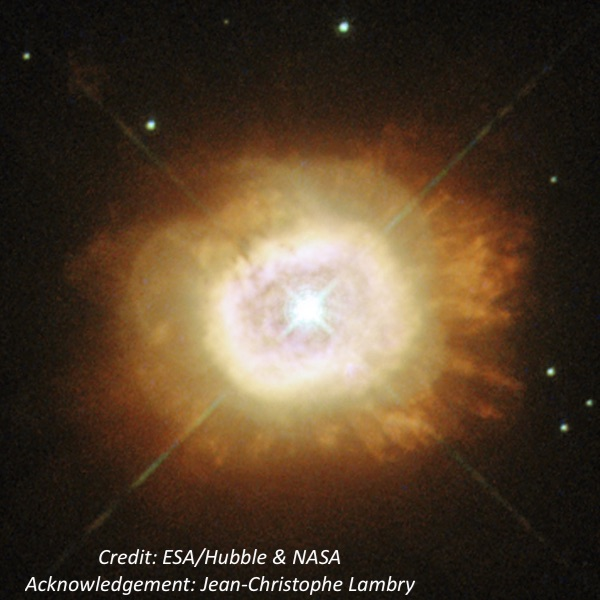 Credit: ESA/Hubble & NASA
Acknowledgement: Jean-Christophe Lambry